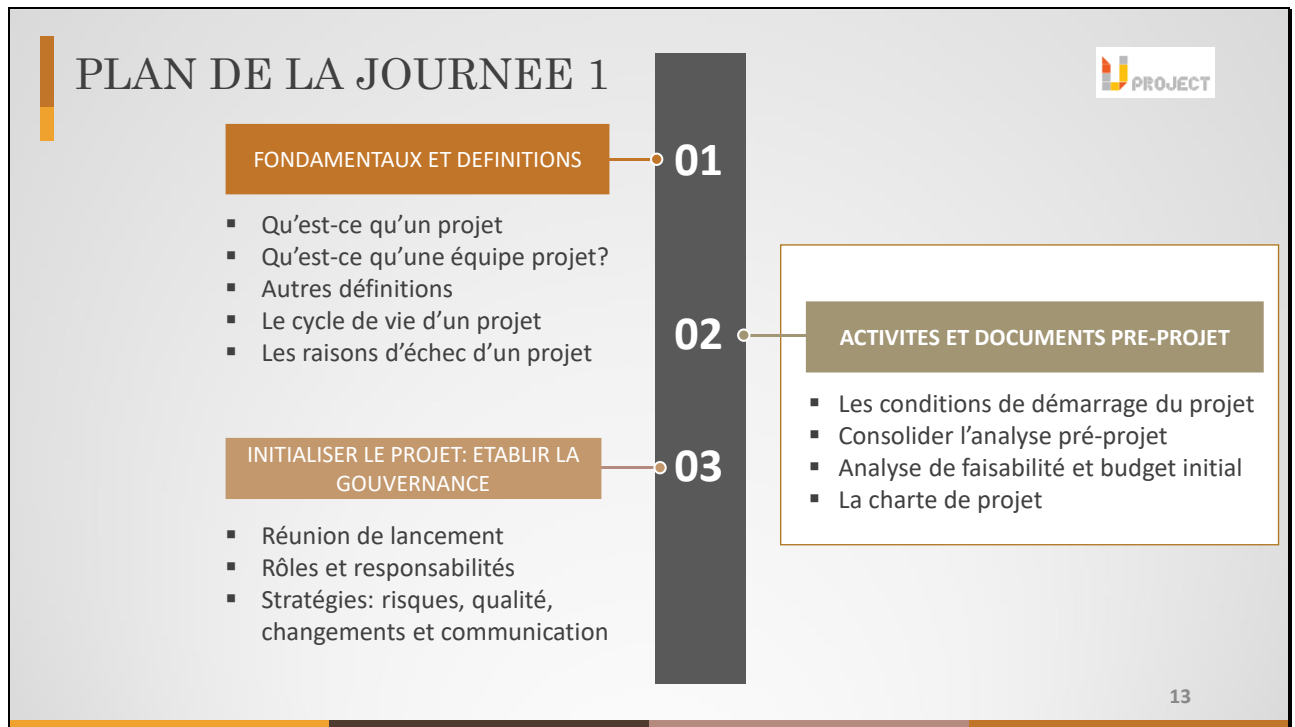 PLAN DE LA JOURNEE 1
U PROJECT
FONDAMENTAUX ET DEFINITIONS
01
▪ Qu’est-ce qu’un projet
▪ Qu’est-ce qu’une équipe projet?
▪ Autres définitions
▪ Le cycle de vie d’un projet
▪ Les raisons d’échec d’un projet
02
ACTIVITES ET DOCUMENTS PRE-PROJET
▪ Les conditions de démarrage du projet
▪ Consolider l’analyse pré-projet
▪ Analyse de faisabilité et budget initial
▪ La charte de projet
INITIALISER LE PROJET: ETABLIR LA
GOUVERNANCE
03
▪ Réunion de lancement
▪ Rôles et responsabilités
▪ Stratégies: risques, qualité,
changements et communication
13